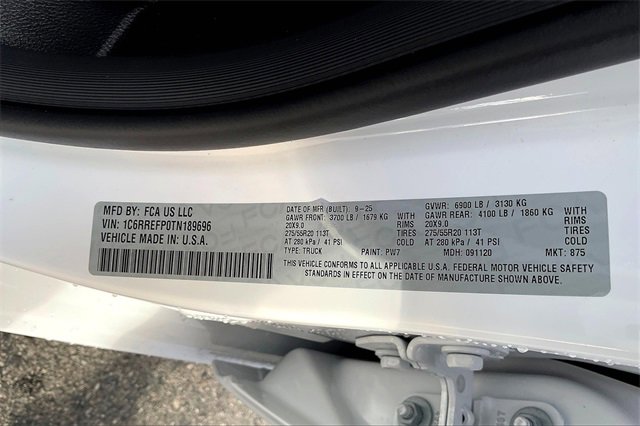 MFD BY: FCA US LLC
VIN: 1C6RREFP0TN189696
VEHICLE MADE IN: U.S.A.
DATE OF MFR (BUILT): 9-25
GAWR FRONT: 3700 LB / 1679 KG WITH
20X9.0 RIMS
275/55R20 113T TIRES
AT 280 kPa / 41 PSI
TYPE: TRUCK PAINT: PW7
GVWR: 6900 LB / 3130 KG
GAWR REAR: 4100 LB / 1860 KG WITH
20X9.0 RIMS
275/55R20 113T TIRES
AT 280 kPa / 41 PSI
MDH: 091120 MKT: 875
THIS VEHICLE CONFORMS TO ALL APPLICABLE U.S.A. FEDERAL MOTOR VEHICLE SAFETY
STANDARDS IN EFFECT ON THE DATE OF MANUFACTURE SHOWN ABOVE.